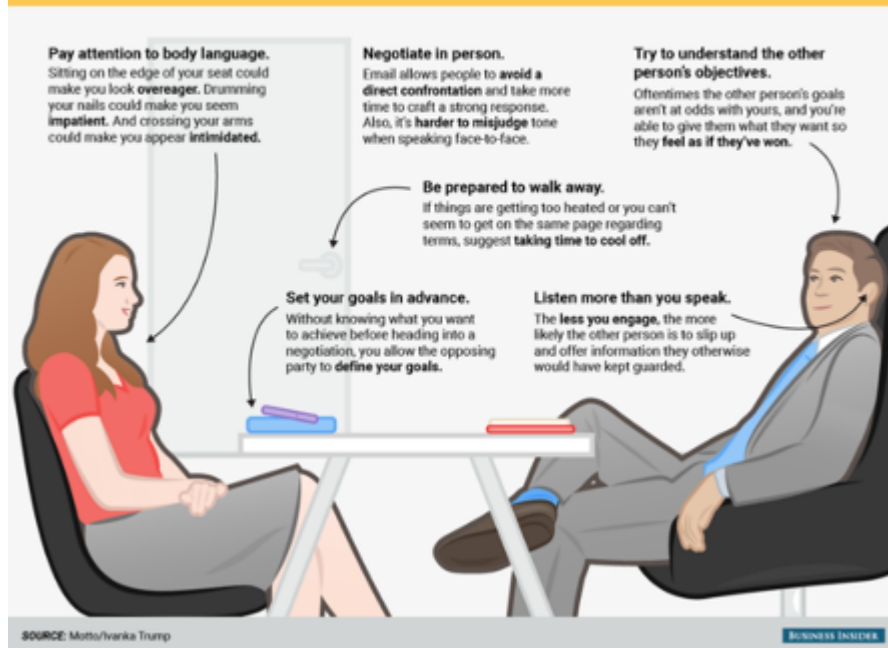 Pay attention to body language.
Sitting on the edge of your seat could
make you look overeager. Drumming
your nails could make you seem
impatient. And crossing your arms
could make you appear intimidated.
Negotiate in person.
Email allows people to avoid a
direct confrontation and take more
time to craft a strong response.
Also, it's harder to misjudge tone
when speaking face-to-face.
Try to understand the other
person's objectives.
Oftentimes the other person's goals
aren't at odds with yours, and you're
able to give them what they want so
they feel as if they've won.
Be prepared to walk away.
If things are getting too heated or you can't
seem to get on the same page regarding
terms, suggest taking time to cool off.
Set your goals in advance.
Without knowing what you want
to achieve before heading into a
negotiation, you allow the opposing
party to define your goals.
Listen more than you speak.
The less you engage, the more
likely the other person is to slip up
and offer information they otherwise
would have kept guarded.
SOURCE: Motto/Ivanka Trump
BUSINESS INSIDER